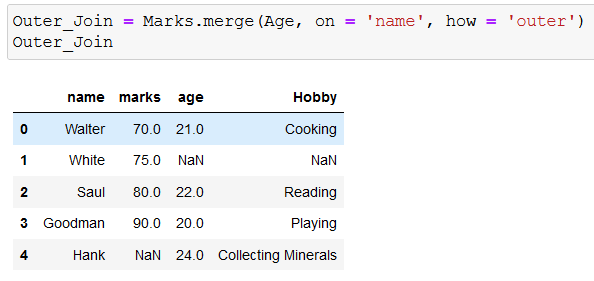 Outer_Join = Marks.merge(Age, on = 'name', how = 'outer')
Outer_Join
name marks age Hobby
0 Walter 70.0 21.0 Cooking
1 White 75.0 NaN NaN
2 Saul 80.0 22.0 Reading
3 Goodman 90.0 20.0 Playing
4 Hank NaN 24.0 Collecting Minerals